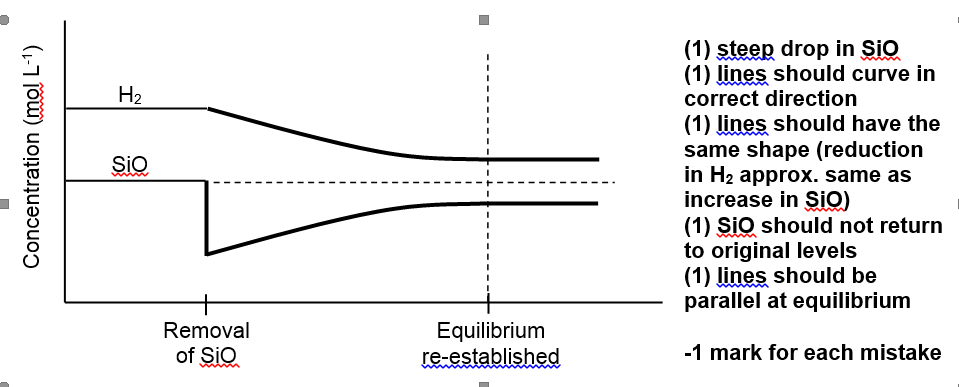 Concentration (mol L⁻¹)
H₂
SiO
Removal
of SiO
Equilibrium
re-established
(1) steep drop in SiO
(1) lines should curve in
correct direction
(1) lines should have the
same shape (reduction
in H₂ approx. same as
increase in SiO)
(1) SiO should not return
to original levels
(1) lines should be
parallel at equilibrium
-1 mark for each mistake